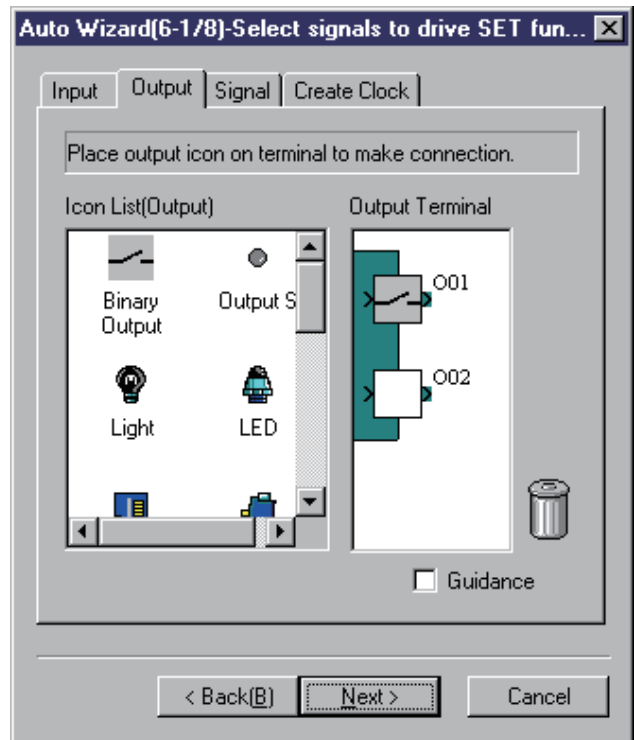 Auto Wizard(6-1/8)-Select signals to drive SET fun...
Input Output Signal Create Clock
Place output icon on terminal to make connection.
Icon List(Output) Output Terminal
Binary
Output
Output S
Light LED
O01
O02
Guidance
< Back(B) Next > Cancel